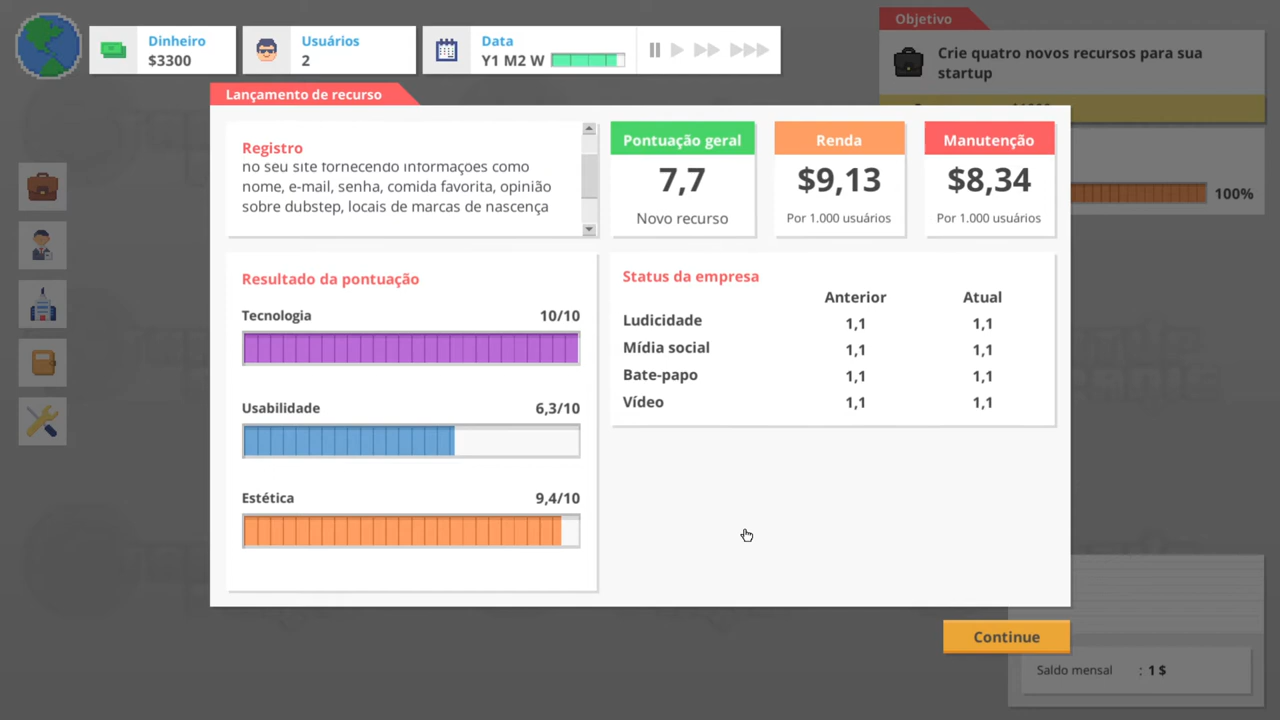 Dinheiro
$3300
Usuários
2
Data
Y1 M2 W
Objetivo
Crie quatro novos recursos para sua
startup
Lançamento de recurso
Registro
no seu site fornecendo informações como
nome, e-mail, senha, comida favorita, opinião
sobre dubstep, locais de marcas de nascença
Pontuação geral
7,7
Novo recurso
Renda
$9,13
Por 1.000 usuários
Manutenção
$8,34
Por 1.000 usuários
100%
Resultado da pontuação
Tecnologia 10/10
Usabilidade 6,3/10
Estética 9,4/10
Status da empresa
Anterior Atual
Ludicidade 1,1 1,1
Mídia social 1,1 1,1
Bate-papo 1,1 1,1
Vídeo 1,1 1,1
Continue
Saldo mensal : 1 $